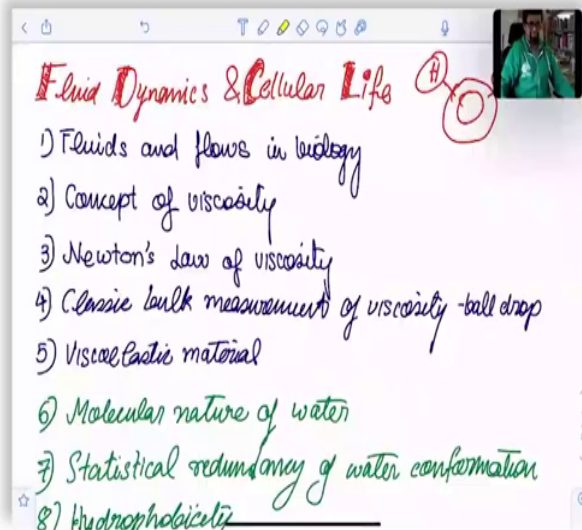 Fluid Dynamics & Cellular Life
H
O
1) Fluids and flows in biology
2) Concept of viscosity
3) Newton's Law of viscosity
4) Classic bulk measurement of viscosity - ball drop
5) Viscoelastic material
6) Molecular nature of water
7) Statistical redundancy of water conformation
8) Hydrophobicity